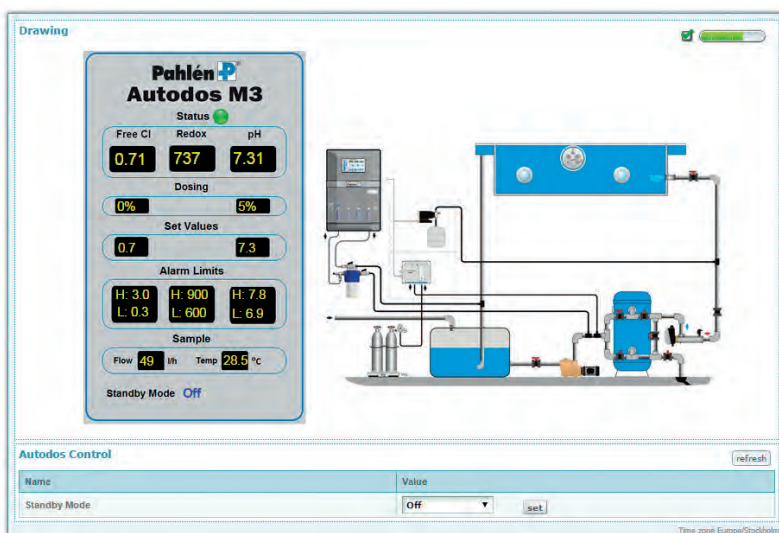 Drawing
Pahlén P
Autodos M3
Status
Free Cl Redox pH
0.71 737 7.31
Dosing
0% 5%
Set Values
0.7 7.3
Alarm Limits
H: 3.0 H: 900 H: 7.8
L: 0.3 L: 600 L: 6.9
Sample
Flow 49 l/h Temp 28.5 °C
Standby Mode Off
Autodos Control
refresh
Name Value
Standby Mode Off set
Time zone Europe/Stockholm